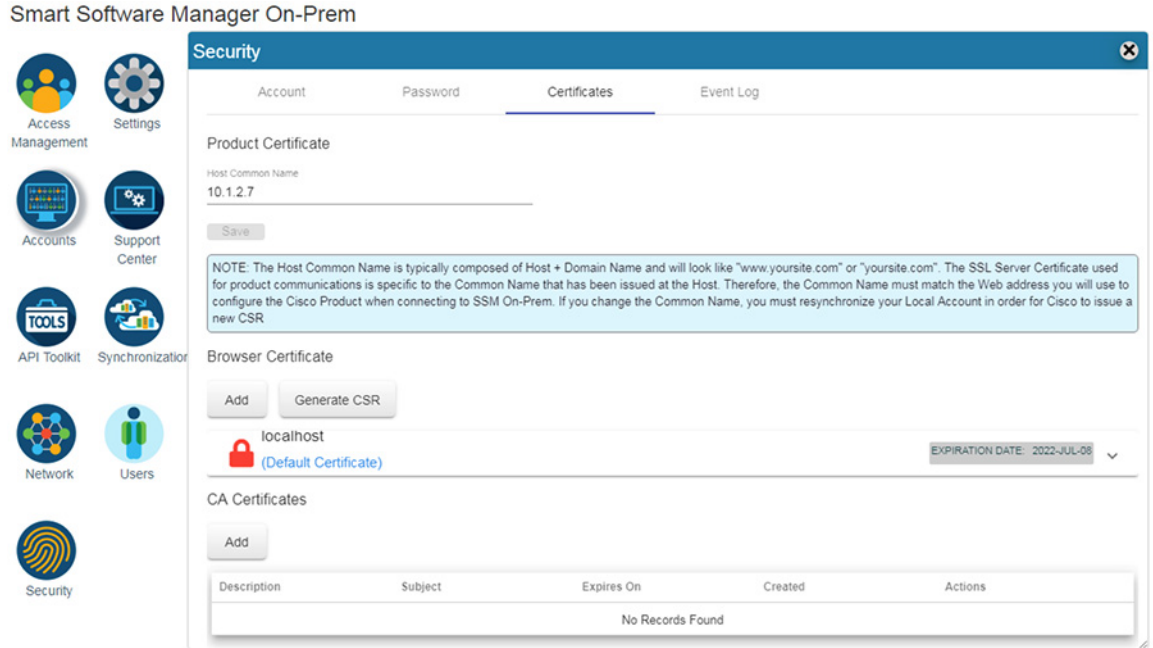 Smart Software Manager On-Prem
Security
Access
Management
Settings
Accounts
Support
Center
TOOLS
API Toolkit
Synchronization
Network
Users
Security
Account
Password
Certificates
Event Log
Product Certificate
Host Common Name
10.1.2.7
Save
NOTE: The Host Common Name is typically composed of Host + Domain Name and will look like "www.yoursite.com" or "yoursite.com". The SSL Server Certificate used
for product communications is specific to the Common Name that has been issued at the Host. Therefore, the Common Name must match the Web address you will use to
configure the Cisco Product when connecting to SSM On-Prem. If you change the Common Name, you must resynchronize your Local Account in order for Cisco to issue a
new CSR
Browser Certificate
Add
Generate CSR
localhost
(Default Certificate)
EXPIRATION DATE: 2022-JUL-08
CA Certificates
Add
Description
Subject
Expires On
Created
Actions
No Records Found